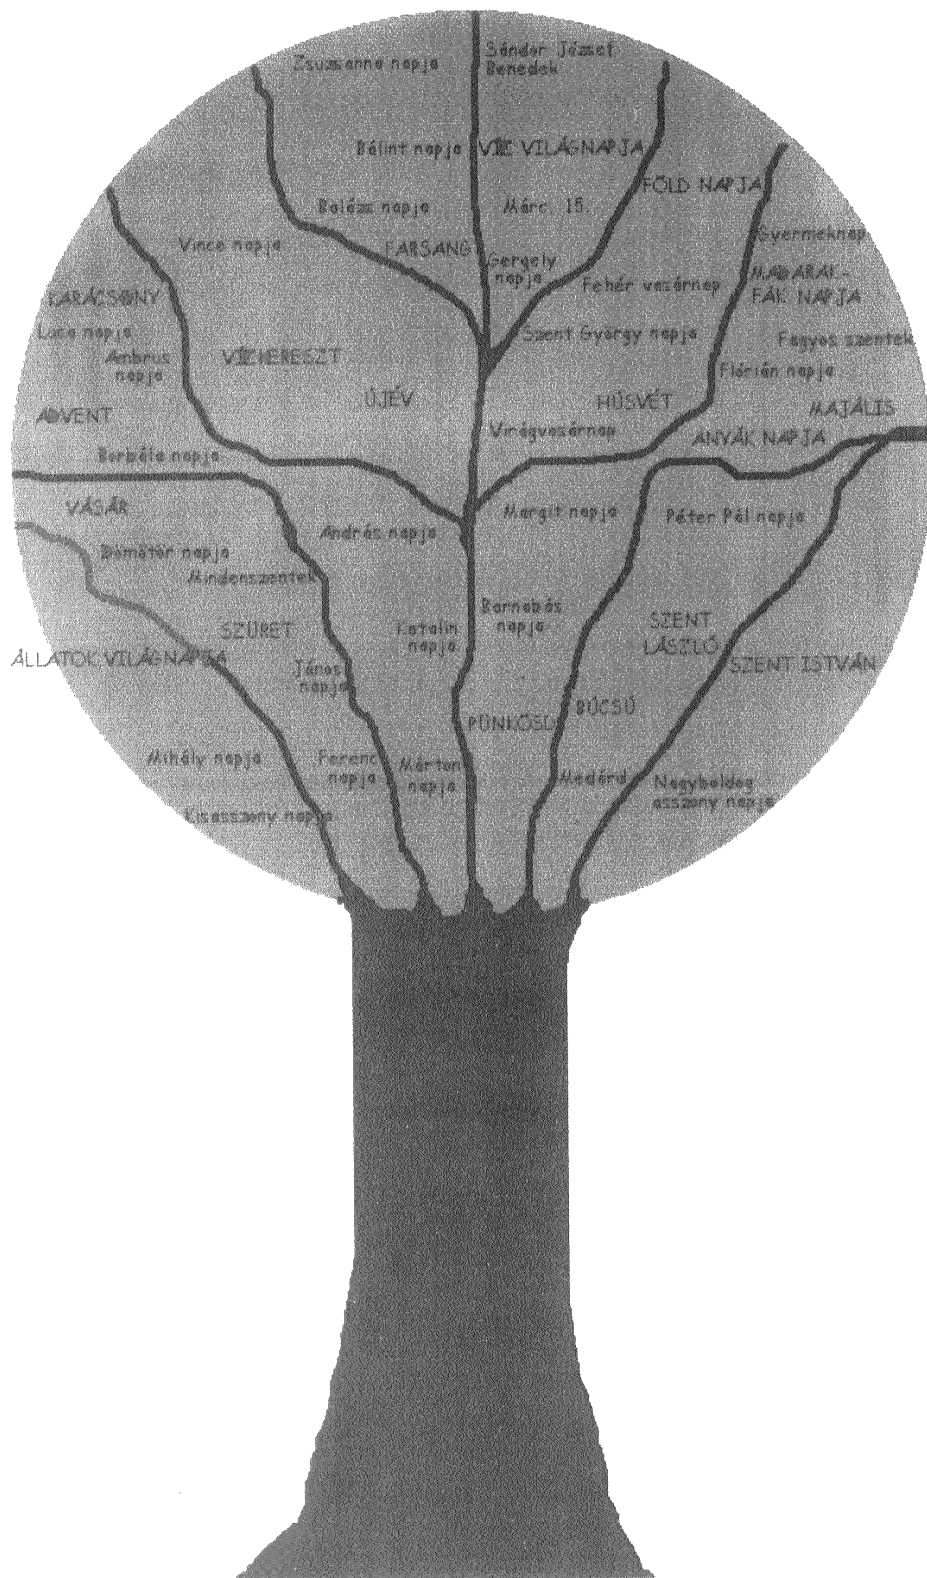 Zsuzsanna napja
Sándor József
Benedek
Bálint napja
VÍZ VILÁGNAPJA
FÖLD NAPJA
Balázs napja
Márc. 15.
Gyermeknap
Vince napja
FARSANG
Gergely
napja
Fehér vasárnap
MADARAK-
FÁK NAPJA
KARÁCSONY
Luca napja
Ambrus
napja
VÍZKERESZT
Szent György napja
Fagyos szentek
Flórián napja
ADVENT
ÚJÉV
HÚSVÉT
MAJÁLIS
Virágvasárnap
ANYÁK NAPJA
Borbála napja
VÁSÁR
András napja
Margit napja
Péter Pál napja
Dömötör napja
Mindenszentek
SZÜRET
Katalin
napja
Barnabás
napja
SZENT
LÁSZLÓ
ÁLLATOK VILÁGNAPJA
János
napja
SZENT ISTVÁN
PÜNKÖSD
BÚCSÚ
Mihály napja
Ferenc
napja
Márton
napja
Medárd
Nagyboldog
asszony napja
Kisasszony napja